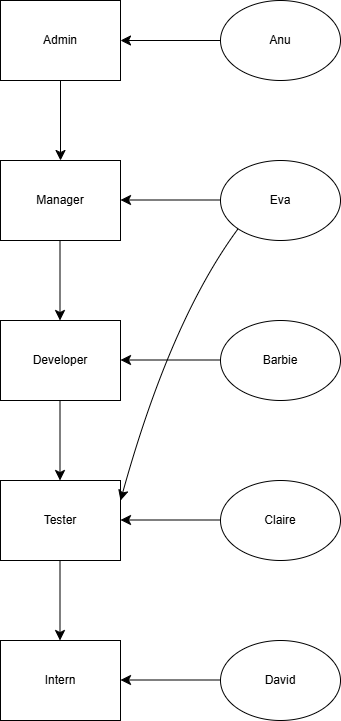 Admin
Anu
Manager
Eva
Developer
Barbie
Tester
Claire
Intern
David